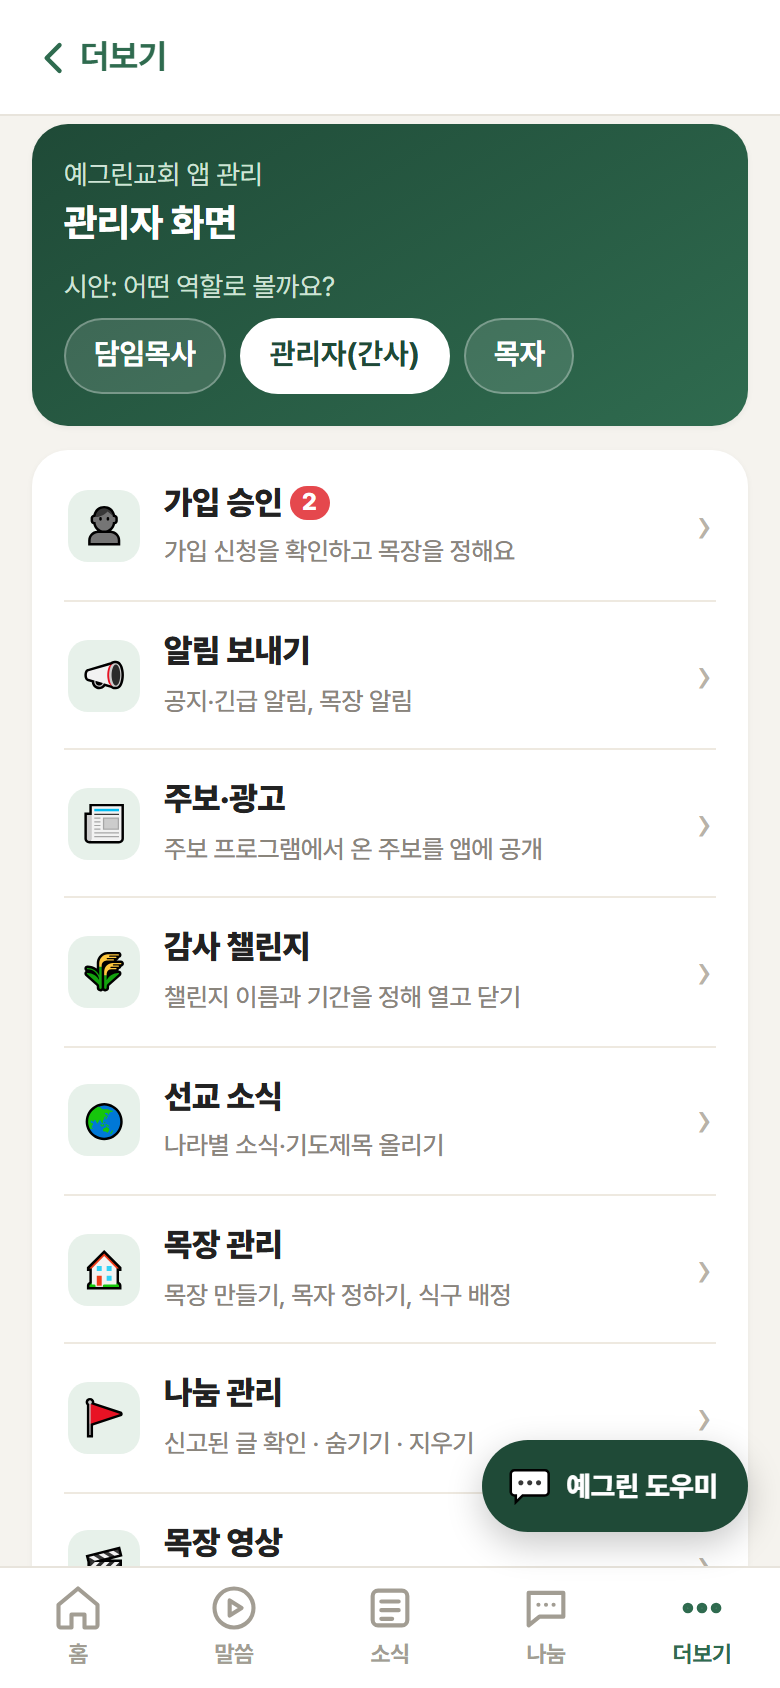 더보기
예그린교회 앱 관리
관리자 화면
시안: 어떤 역할로 볼까요?
담임목사 관리자(간사) 목자
가입 승인 2
가입 신청을 확인하고 목장을 정해요
알림 보내기
공지·긴급 알림, 목장 알림
주보·광고
주보 프로그램에서 온 주보를 앱에 공개
감사 챌린지
챌린지 이름과 기간을 정해 열고 닫기
선교 소식
나라별 소식·기도제목 올리기
목장 관리
목장 만들기, 목자 정하기, 식구 배정
나눔 관리
신고된 글 확인 · 숨기기 · 지우기
예그린 도우미
목장 영상
홈 말씀 소식 나눔 더보기